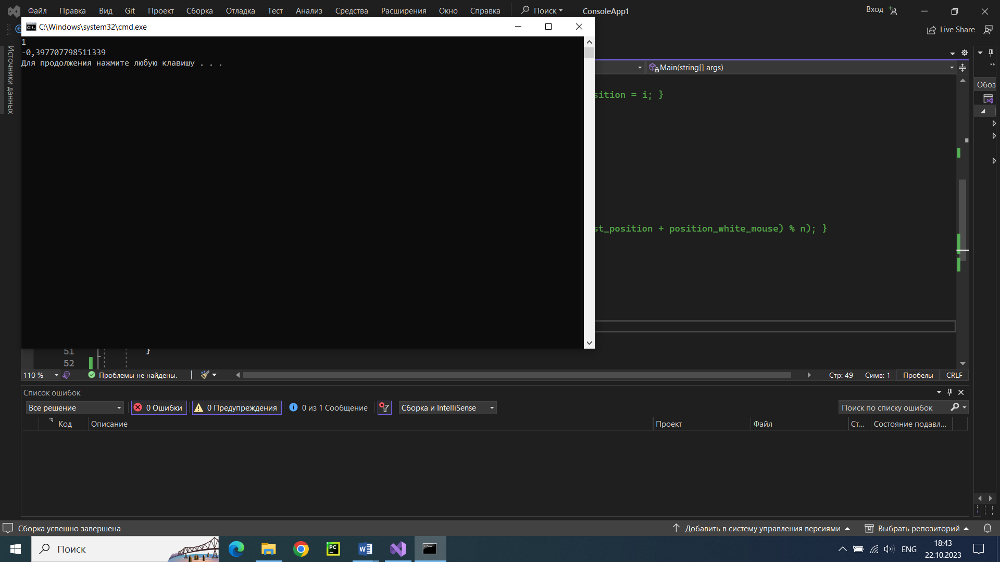 Файл Правка Вид Git Проект Сборка Отладка Тест Анализ Средства Расширения Окно Справка Поиск ConsoleApp1 Вход
C:\Windows\system32\cmd.exe
Live Share
1
-0,397707798511339
Для продолжения нажмите любую клавишу . . .
Источники данных
Main(string[] args)
Обоз
sition = i; }
st_position + position_white_mouse) % n); }
51 }
52
110 % Проблемы не найдены. Стр: 49 Симв: 1 Пробелы CRLF
Список ошибок
Все решение 0 Ошибки 0 Предупреждения 0 из 1 Сообщение Сборка и IntelliSense Поиск по списку ошибок
Код Описание Проект Файл Ст... Состояние подавл...
Сборка успешно завершена Добавить в систему управления версиями Выбрать репозиторий
Поиск PC W ENG 18:43
22.10.2023